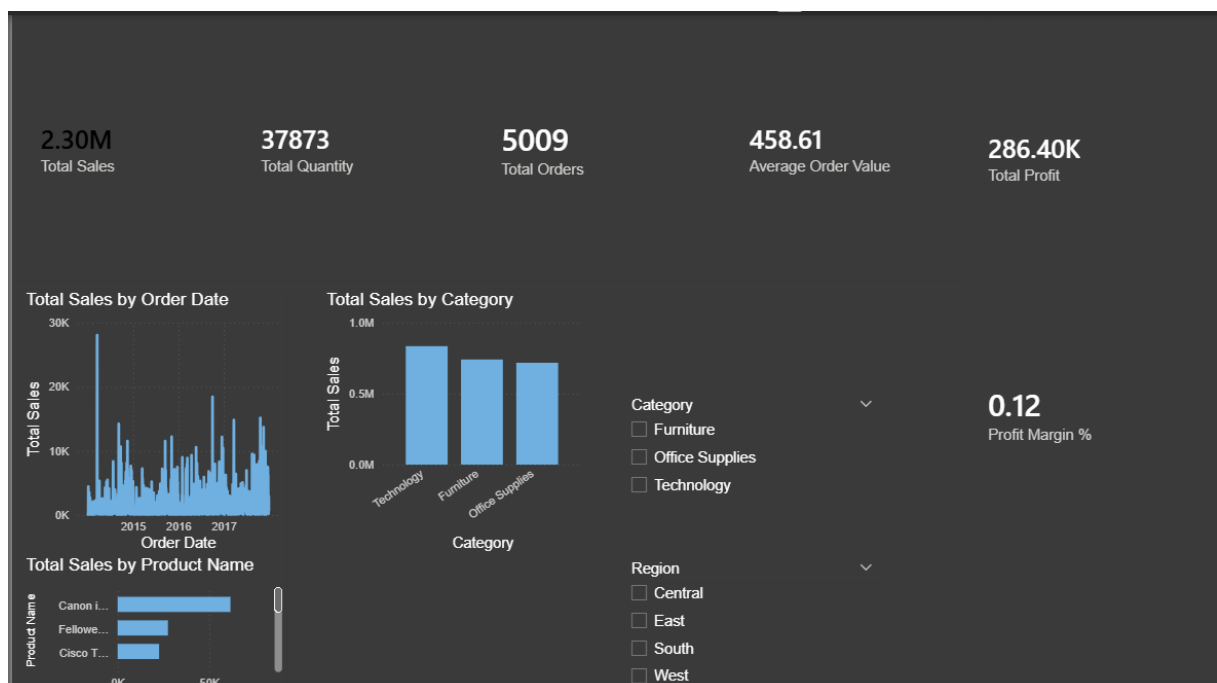 2.30M
Total Sales
37873
Total Quantity
5009
Total Orders
458.61
Average Order Value
286.40K
Total Profit
Total Sales by Order Date
30K
20K
10K
0K
Total Sales
2015 2016 2017
Order Date
Total Sales by Category
1.0M
0.5M
0.0M
Total Sales
Technology
Furniture
Office Supplies
Category
Category
Furniture
Office Supplies
Technology
0.12
Profit Margin %
Total Sales by Product Name
Product Name
Canon i...
Fellowe...
Cisco T...
0K 50K
Region
Central
East
South
West